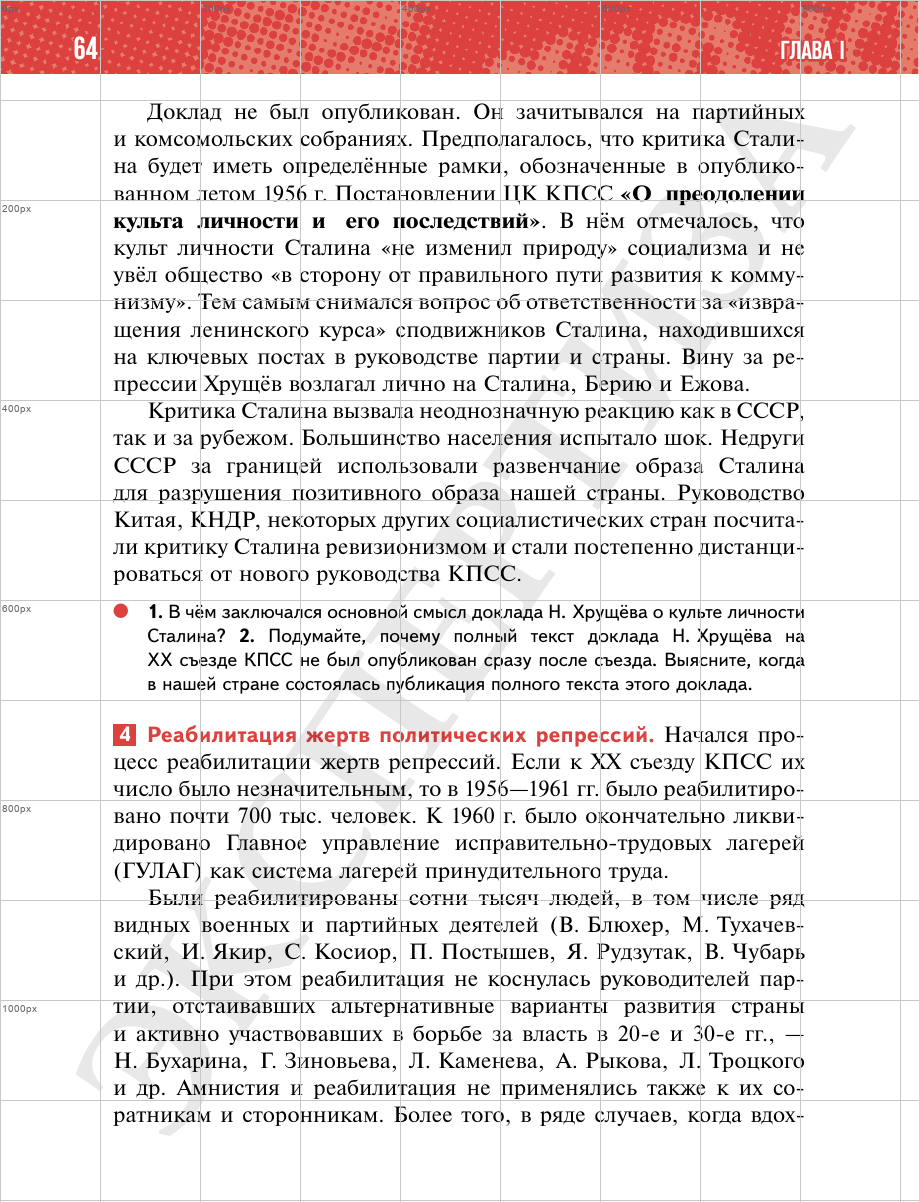 64
ГЛАВА I
Доклад не был опубликован. Он зачитывался на партийных
и комсомольских собраниях. Предполагалось, что критика Стали-
на будет иметь определённые рамки, обозначенные в опублико-
ванном летом 1956 г. Постановлении ЦК КПСС «О преодолении
культа личности и его последствий». В нём отмечалось, что
культ личности Сталина «не изменил природу» социализма и не
увёл общество «в сторону от правильного пути развития к комму-
низму». Тем самым снимался вопрос об ответственности за «извра-
щения ленинского курса» сподвижников Сталина, находившихся
на ключевых постах в руководстве партии и страны. Вину за ре-
прессии Хрущёв возлагал лично на Сталина, Берию и Ежова.
Критика Сталина вызвала неоднозначную реакцию как в СССР,
так и за рубежом. Большинство населения испытало шок. Недруги
СССР за границей использовали развенчание образа Сталина
для разрушения позитивного образа нашей страны. Руководство
Китая, КНДР, некоторых других социалистических стран посчита-
ли критику Сталина ревизионизмом и стали постепенно дистанци-
роваться от нового руководства КПСС.
1. В чём заключался основной смысл доклада Н. Хрущёва о культе личности
Сталина? 2. Подумайте, почему полный текст доклада Н. Хрущёва на
XX съезде КПСС не был опубликован сразу после съезда. Выясните, когда
в нашей стране состоялась публикация полного текста этого доклада.
4 Реабилитация жертв политических репрессий. Начался про-
цесс реабилитации жертв репрессий. Если к XX съезду КПСС их
число было незначительным, то в 1956—1961 гг. было реабилитиро-
вано почти 700 тыс. человек. К 1960 г. было окончательно ликви-
дировано Главное управление исправительно-трудовых лагерей
(ГУЛАГ) как система лагерей принудительного труда.
Были реабилитированы сотни тысяч людей, в том числе ряд
видных военных и партийных деятелей (В. Блюхер, М. Тухачев-
ский, И. Якир, С. Косиор, П. Постышев, Я. Рудзутак, В. Чубарь
и др.). При этом реабилитация не коснулась руководителей пар-
тии, отстаивавших альтернативные варианты развития страны
и активно участвовавших в борьбе за власть в 20-е и 30-е гг., —
Н. Бухарина, Г. Зиновьева, Л. Каменева, А. Рыкова, Л. Троцкого
и др. Амнистия и реабилитация не применялись также к их со-
ратникам и сторонникам. Более того, в ряде случаев, когда вдох-
ЭКСПЕРТИЗА
200px
400px
600px
800px
1000px